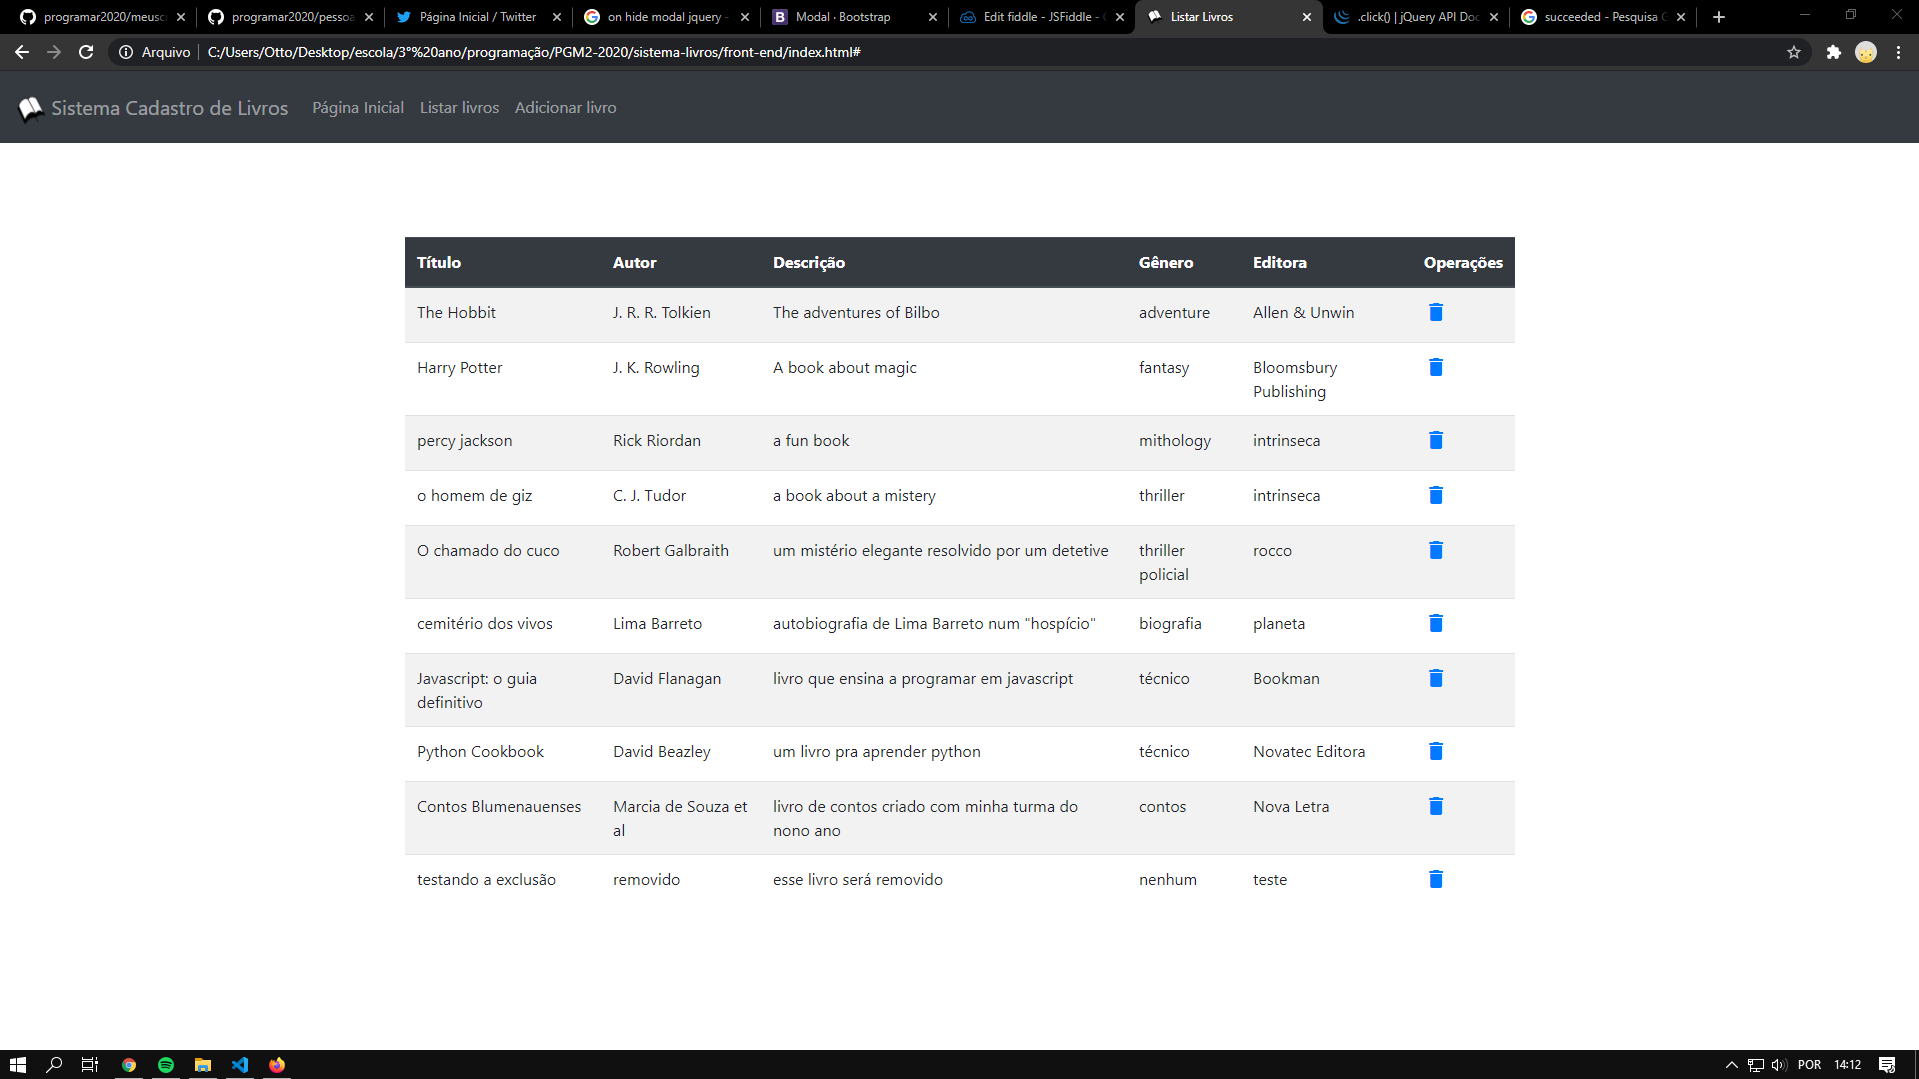 programar2020/meusc
programar2020/pessoa
Página Inicial / Twitter
on hide modal jquery -
Modal · Bootstrap
Edit fiddle - JSFiddle -
Listar Livros
.click() | jQuery API Doc
succeeded - Pesquisa G
Arquivo
C:/Users/Otto/Desktop/escola/3°%20ano/programação/PGM2-2020/sistema-livros/front-end/index.html#
Sistema Cadastro de Livros Página Inicial Listar livros Adicionar livro
Título Autor Descrição Gênero Editora Operações
The Hobbit J. R. R. Tolkien The adventures of Bilbo adventure Allen & Unwin
Harry Potter J. K. Rowling A book about magic fantasy Bloomsbury
Publishing
percy jackson Rick Riordan a fun book mithology intrinseca
o homem de giz C. J. Tudor a book about a mistery thriller intrinseca
O chamado do cuco Robert Galbraith um mistério elegante resolvido por um detetive thriller rocco
policial
cemitério dos vivos Lima Barreto autobiografia de Lima Barreto num "hospício" biografia planeta
Javascript: o guia David Flanagan livro que ensina a programar em javascript técnico Bookman
definitivo
Python Cookbook David Beazley um livro pra aprender python técnico Novatec Editora
Contos Blumenauenses Marcia de Souza et livro de contos criado com minha turma do contos Nova Letra
al nono ano
testando a exclusão removido esse livro será removido nenhum teste
POR 14:12